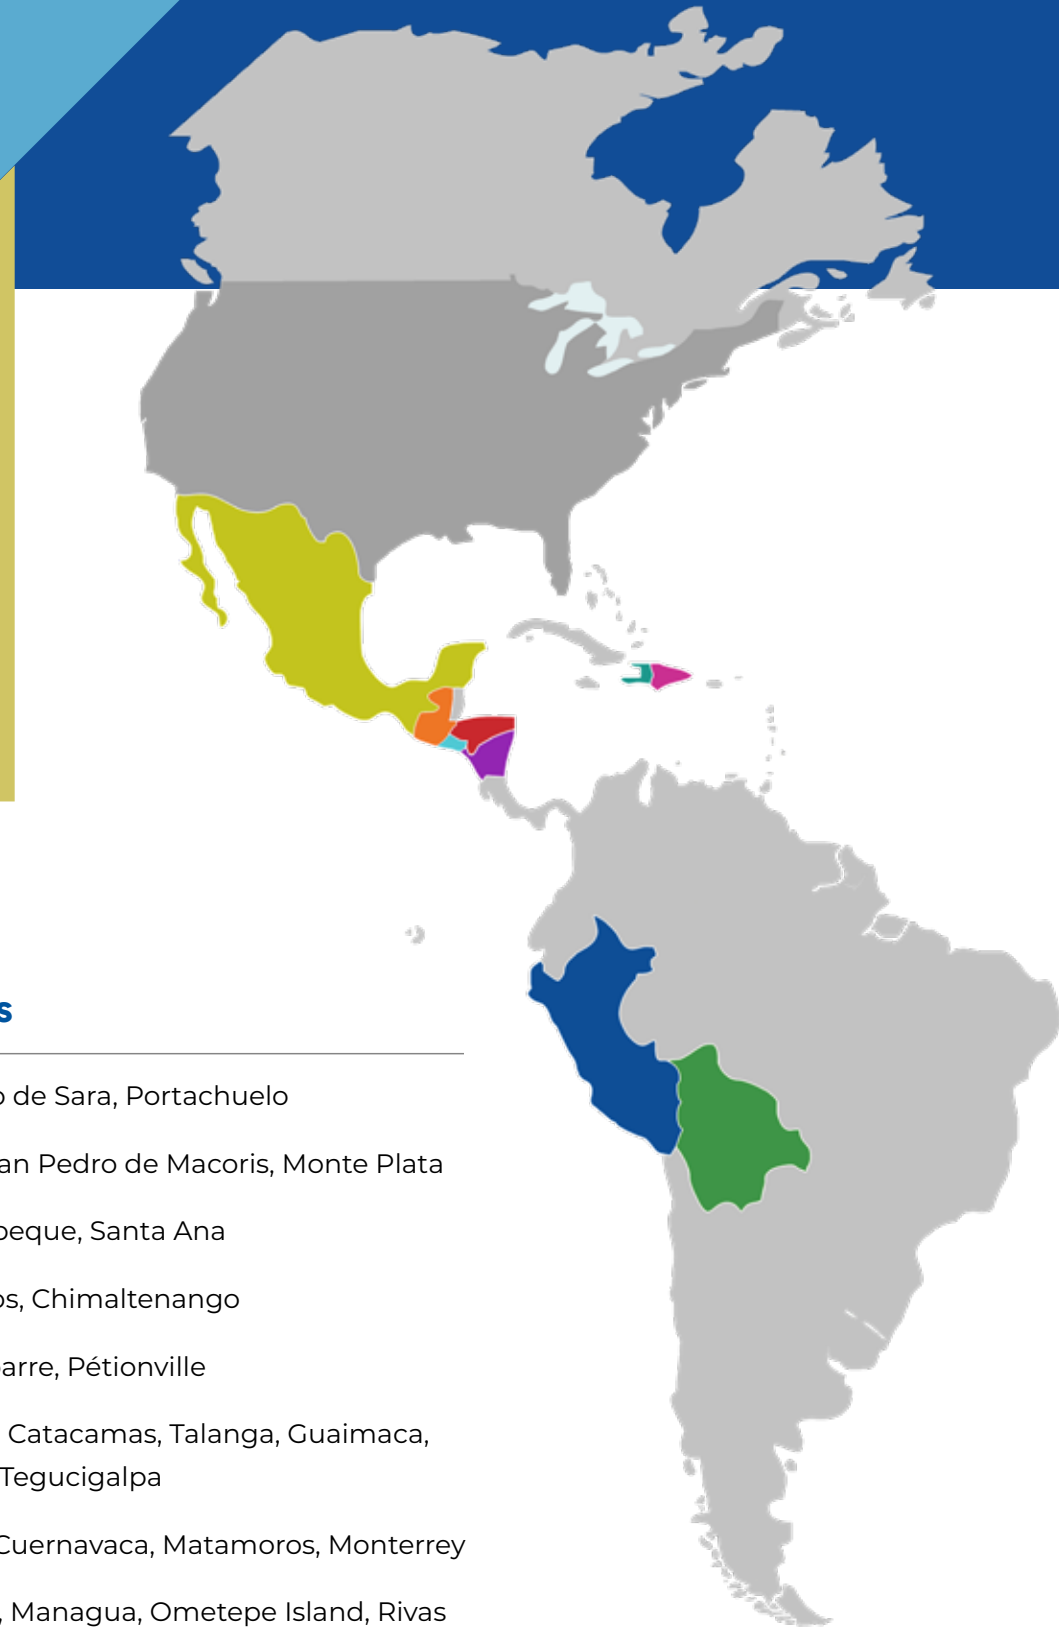 s
o de Sara, Portachuelo
an Pedro de Macoris, Monte Plata
peque, Santa Ana
os, Chimaltenango
arre, Pétionville
Catacamas, Talanga, Guaimaca,
Tegucigalpa
Cuernavaca, Matamoros, Monterrey
, Managua, Ometepe Island, Rivas